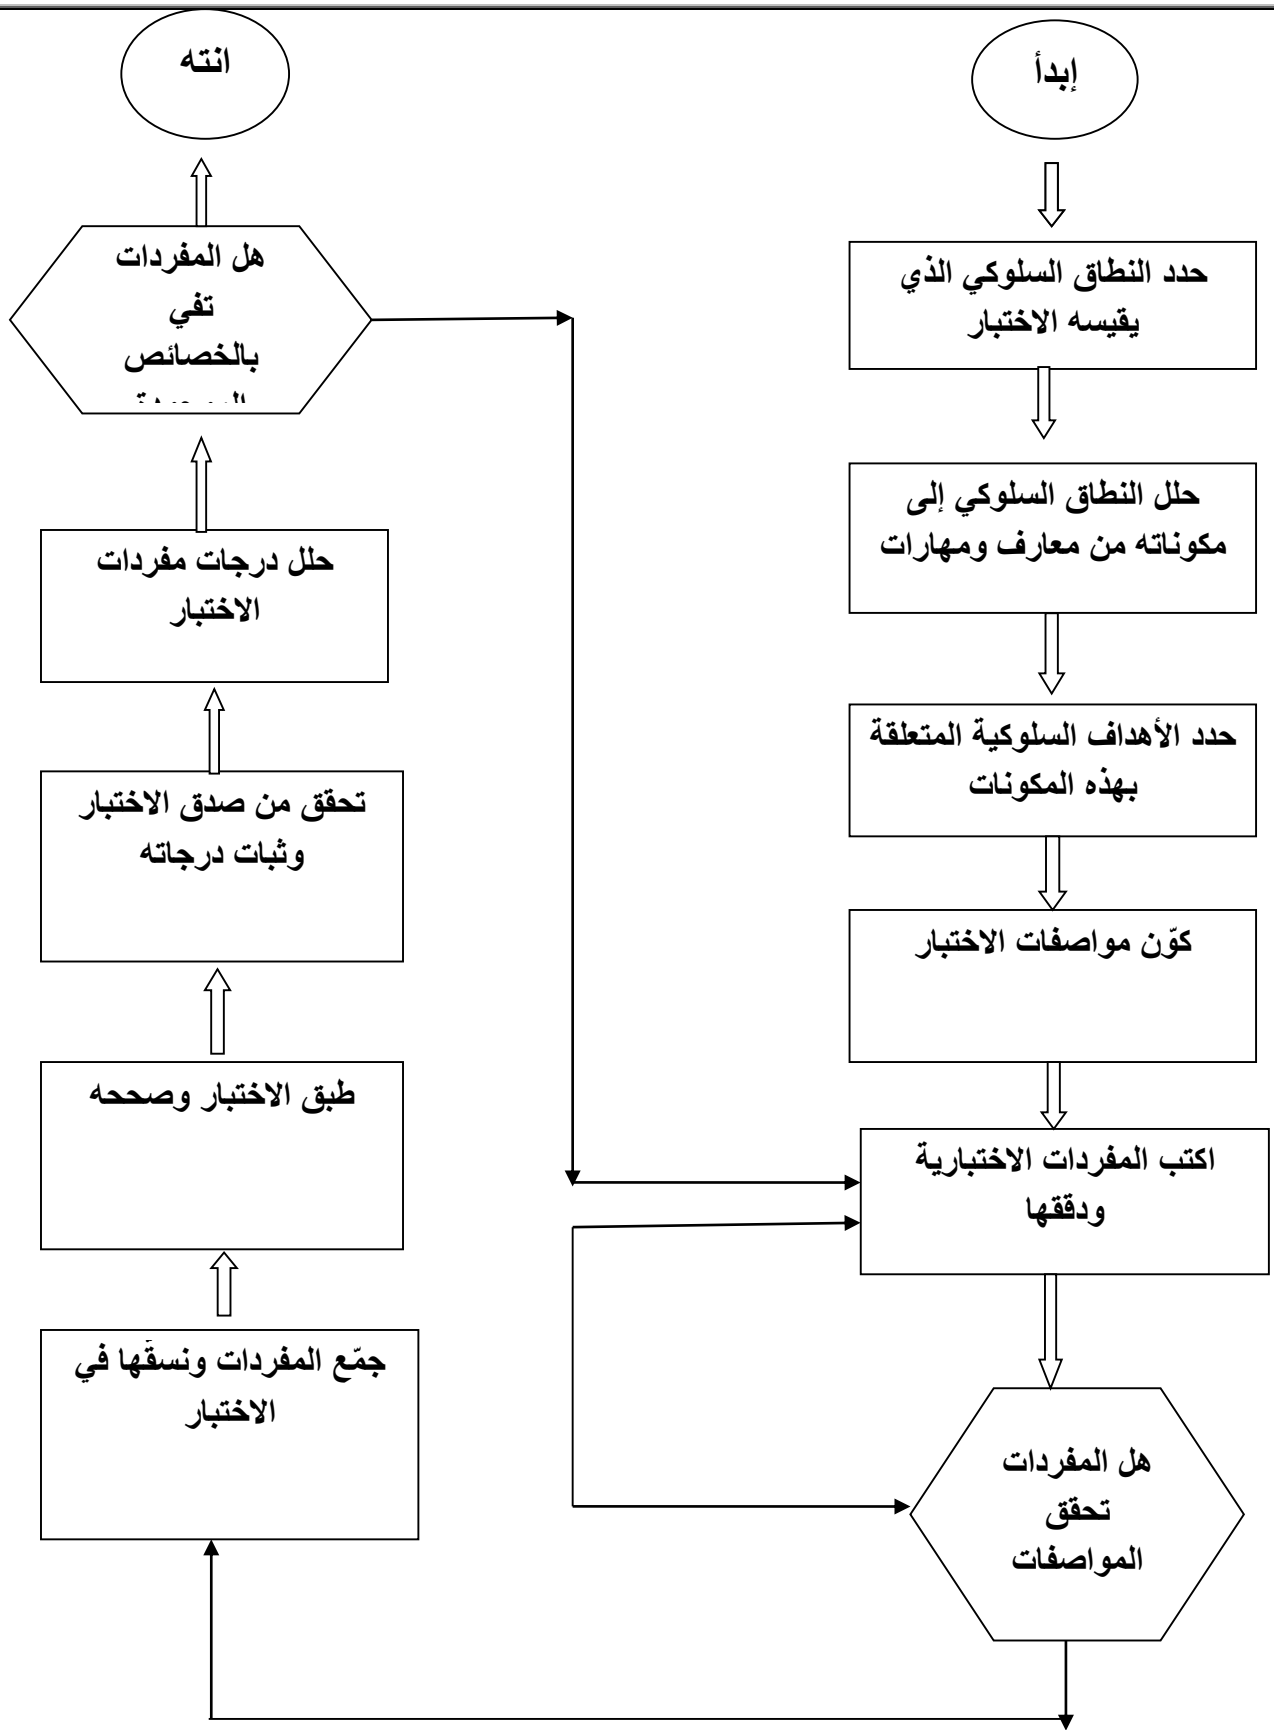 إبدأ
حدد النطاق السلوكي الذي
يقيسه الاختبار
حلل النطاق السلوكي إلى
مكوناته من معارف ومهارات
حدد الأهداف السلوكية المتعلقة
بهذه المكونات
كوّن مواصفات الاختبار
اكتب المفردات الاختبارية
ودققها
هل المفردات
تحقق
المواصفات
جمّع المفردات ونسقّها في
الاختبار
طبق الاختبار وصححه
تحقق من صدق الاختبار
وثبات درجاته
حلل درجات مفردات
الاختبار
هل المفردات
تفي
بالخصائص
انته